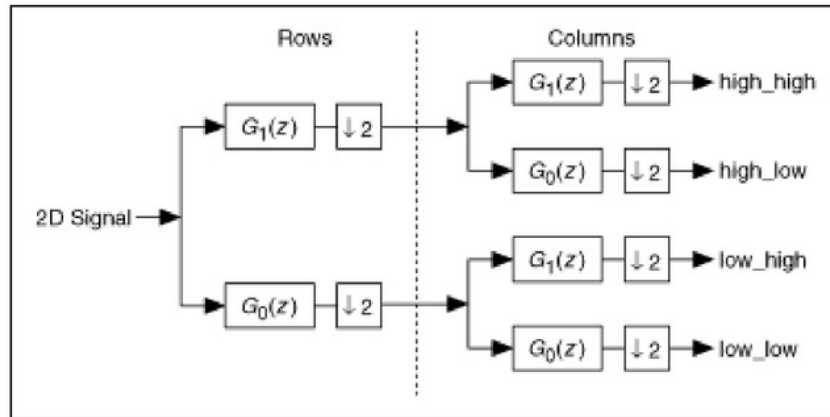 Rows
Columns
G₁(z) ↓2 high_high
G₁(z) ↓2
G₀(z) ↓2 high_low
2D Signal
G₁(z) ↓2 low_high
G₀(z) ↓2
G₀(z) ↓2 low_low